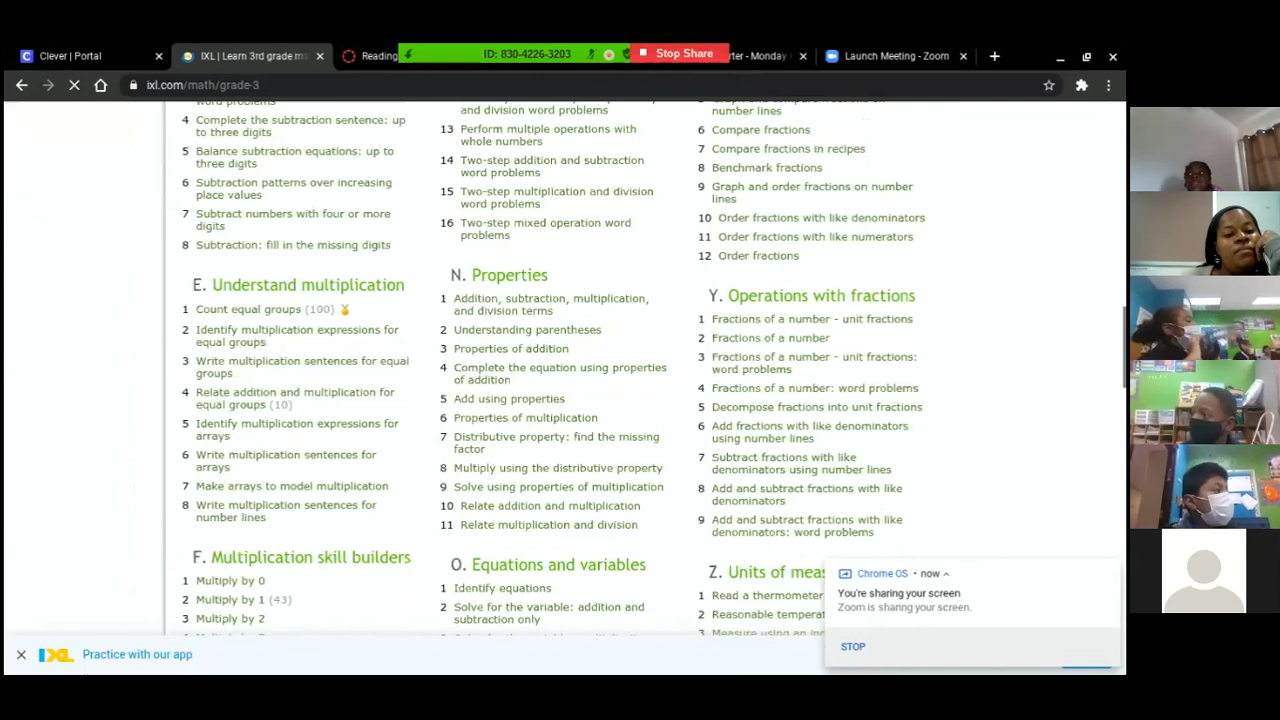 Clever | Portal
IXL | Learn 3rd grade m
Reading
ID: 830-4226-3203
Stop Share
rter - Monday
Launch Meeting - Zoom
ixl.com/math/grade-3
word problems
4 Complete the subtraction sentence: up
to three digits
5 Balance subtraction equations: up to
three digits
6 Subtraction patterns over increasing
place values
7 Subtract numbers with four or more
digits
8 Subtraction: fill in the missing digits
E. Understand multiplication
1 Count equal groups (100)
2 Identify multiplication expressions for
equal groups
3 Write multiplication sentences for equal
groups
4 Relate addition and multiplication for
equal groups (10)
5 Identify multiplication expressions for
arrays
6 Write multiplication sentences for
arrays
7 Make arrays to model multiplication
8 Write multiplication sentences for
number lines
F. Multiplication skill builders
1 Multiply by 0
2 Multiply by 1 (43)
3 Multiply by 2
and division word problems
13 Perform multiple operations with
whole numbers
14 Two-step addition and subtraction
word problems
15 Two-step multiplication and division
word problems
16 Two-step mixed operation word
problems
N. Properties
1 Addition, subtraction, multiplication,
and division terms
2 Understanding parentheses
3 Properties of addition
4 Complete the equation using properties
of addition
5 Add using properties
6 Properties of multiplication
7 Distributive property: find the missing
factor
8 Multiply using the distributive property
9 Solve using properties of multiplication
10 Relate addition and multiplication
11 Relate multiplication and division
O. Equations and variables
1 Identify equations
2 Solve for the variable: addition and
subtraction only
number lines
6 Compare fractions
7 Compare fractions in recipes
8 Benchmark fractions
9 Graph and order fractions on number
lines
10 Order fractions with like denominators
11 Order fractions with like numerators
12 Order fractions
Y. Operations with fractions
1 Fractions of a number - unit fractions
2 Fractions of a number
3 Fractions of a number - unit fractions:
word problems
4 Fractions of a number: word problems
5 Decompose fractions into unit fractions
6 Add fractions with like denominators
using number lines
7 Subtract fractions with like
denominators using number lines
8 Add and subtract fractions with like
denominators
9 Add and subtract fractions with like
denominators: word problems
Z. Units of meas
1 Read a thermometer
2 Reasonable temperat
3 Measure using an inc
Chrome OS • now
You're sharing your screen
Zoom is sharing your screen.
STOP
IXL Practice with our app